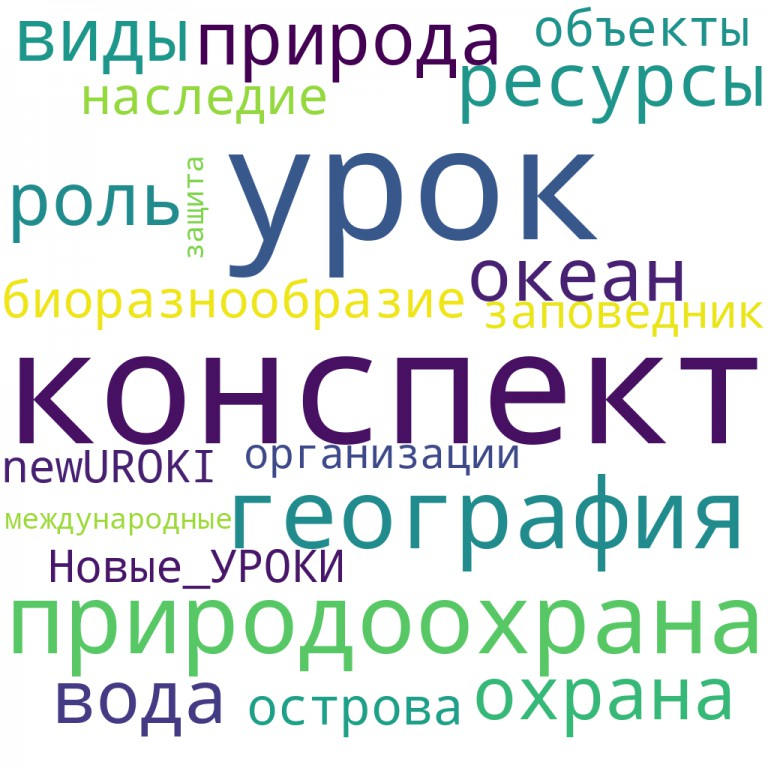 виды природа объекты
наследие ресурсы
роль защита урок
океан
биоразнообразие заповедник
конспект
newUROKI организации
международные география
Новые_УРОКИ
природоохрана
вода острова охрана